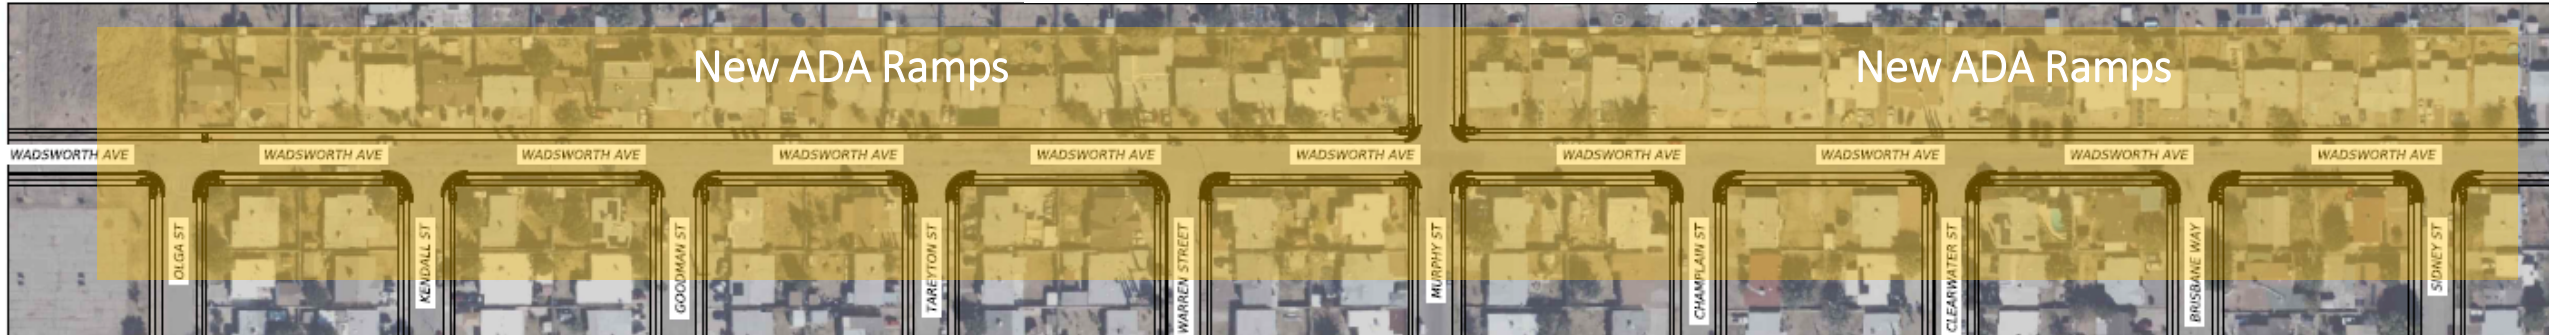 New ADA Ramps
New ADA Ramps
WADSWORTH AVE
WADSWORTH AVE
WADSWORTH AVE
WADSWORTH AVE
WADSWORTH AVE
WADSWORTH AVE
WADSWORTH AVE
WADSWORTH AVE
WADSWORTH AVE
WADSWORTH AVE
OLGA ST
KENDALL ST
GOODMAN ST
TAREYTON ST
WARREN STREET
MURPHY ST
CHAMPLAIN ST
CLEARWATER ST
BRISBANE WAY
SIDNEY ST